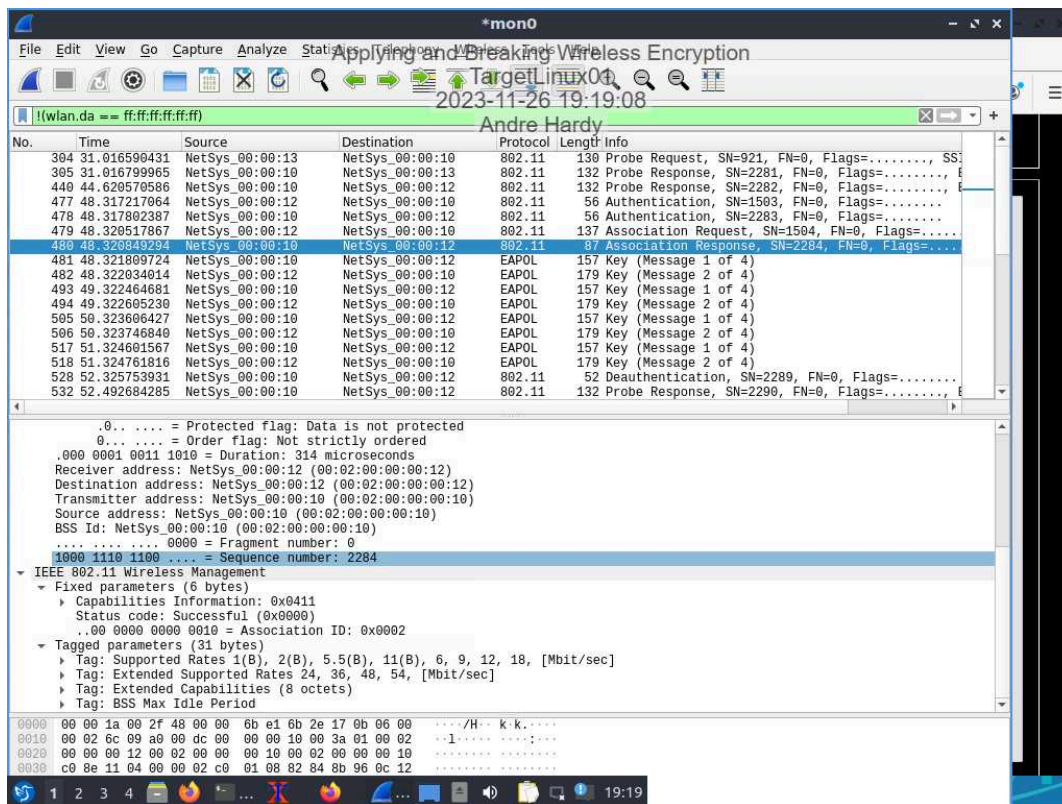 *mon0
File Edit View Go Capture Analyze Statistics Telephony Wireless Tools Help
Applying and Breaking Wireless Encryption
TargetLinux01
2023-11-26 19:19:08
Andre Hardy
!(wlan.da == ff:ff:ff:ff:ff:ff)
No. Time Source Destination Protocol Length Info
304 31.016590431 NetSys_00:00:13 NetSys_00:00:10 802.11 130 Probe Request, SN=921, FN=0, Flags=........, SSI
305 31.016799965 NetSys_00:00:10 NetSys_00:00:13 802.11 132 Probe Response, SN=2281, FN=0, Flags=........,
440 44.620570586 NetSys_00:00:10 NetSys_00:00:12 802.11 132 Probe Response, SN=2282, FN=0, Flags=........,
477 48.317217064 NetSys_00:00:12 NetSys_00:00:10 802.11 56 Authentication, SN=1503, FN=0, Flags=........
478 48.317802387 NetSys_00:00:10 NetSys_00:00:12 802.11 56 Authentication, SN=2283, FN=0, Flags=........
479 48.320517867 NetSys_00:00:12 NetSys_00:00:10 802.11 137 Association Request, SN=1504, FN=0, Flags=.....
480 48.320849294 NetSys_00:00:10 NetSys_00:00:12 802.11 87 Association Response, SN=2284, FN=0, Flags=....
481 48.321809724 NetSys_00:00:10 NetSys_00:00:12 EAPOL 157 Key (Message 1 of 4)
482 48.322034014 NetSys_00:00:12 NetSys_00:00:10 EAPOL 179 Key (Message 2 of 4)
493 49.322464681 NetSys_00:00:10 NetSys_00:00:12 EAPOL 157 Key (Message 1 of 4)
494 49.322605230 NetSys_00:00:12 NetSys_00:00:10 EAPOL 179 Key (Message 2 of 4)
505 50.323606427 NetSys_00:00:10 NetSys_00:00:12 EAPOL 157 Key (Message 1 of 4)
506 50.323746840 NetSys_00:00:12 NetSys_00:00:10 EAPOL 179 Key (Message 2 of 4)
517 51.324601567 NetSys_00:00:10 NetSys_00:00:12 EAPOL 157 Key (Message 1 of 4)
518 51.324761816 NetSys_00:00:12 NetSys_00:00:10 EAPOL 179 Key (Message 2 of 4)
528 52.325753931 NetSys_00:00:10 NetSys_00:00:12 802.11 52 Deauthentication, SN=2289, FN=0, Flags=........
532 52.492684285 NetSys_00:00:10 NetSys_00:00:12 802.11 132 Probe Response, SN=2290, FN=0, Flags=........,
.0.. .... = Protected flag: Data is not protected
0... .... = Order flag: Not strictly ordered
.000 0001 0011 1010 = Duration: 314 microseconds
Receiver address: NetSys_00:00:12 (00:02:00:00:00:12)
Destination address: NetSys_00:00:12 (00:02:00:00:00:12)
Transmitter address: NetSys_00:00:10 (00:02:00:00:00:10)
Source address: NetSys_00:00:10 (00:02:00:00:00:10)
BSS Id: NetSys_00:00:10 (00:02:00:00:00:10)
.... .... .... 0000 = Fragment number: 0
1000 1110 1100 .... = Sequence number: 2284
IEEE 802.11 Wireless Management
Fixed parameters (6 bytes)
Capabilities Information: 0x0411
Status code: Successful (0x0000)
..00 0000 0000 0010 = Association ID: 0x0002
Tagged parameters (31 bytes)
Tag: Supported Rates 1(B), 2(B), 5.5(B), 11(B), 6, 9, 12, 18, [Mbit/sec]
Tag: Extended Supported Rates 24, 36, 48, 54, [Mbit/sec]
Tag: Extended Capabilities (8 octets)
Tag: BSS Max Idle Period
0000 00 00 1a 00 2f 48 00 00 6b e1 6b 2e 17 0b 06 00 ····/H·· k·k.····
0010 00 02 6c 09 a0 00 dc 00 00 00 10 00 3a 01 00 02 ··l····· ····:···
0020 00 00 00 12 00 02 00 00 00 10 00 02 00 00 00 10 ········ ········
0030 c0 8e 11 04 00 00 02 c0 01 08 82 84 8b 96 0c 12 ········ ········
1 2 3 4 ... ... 19:19